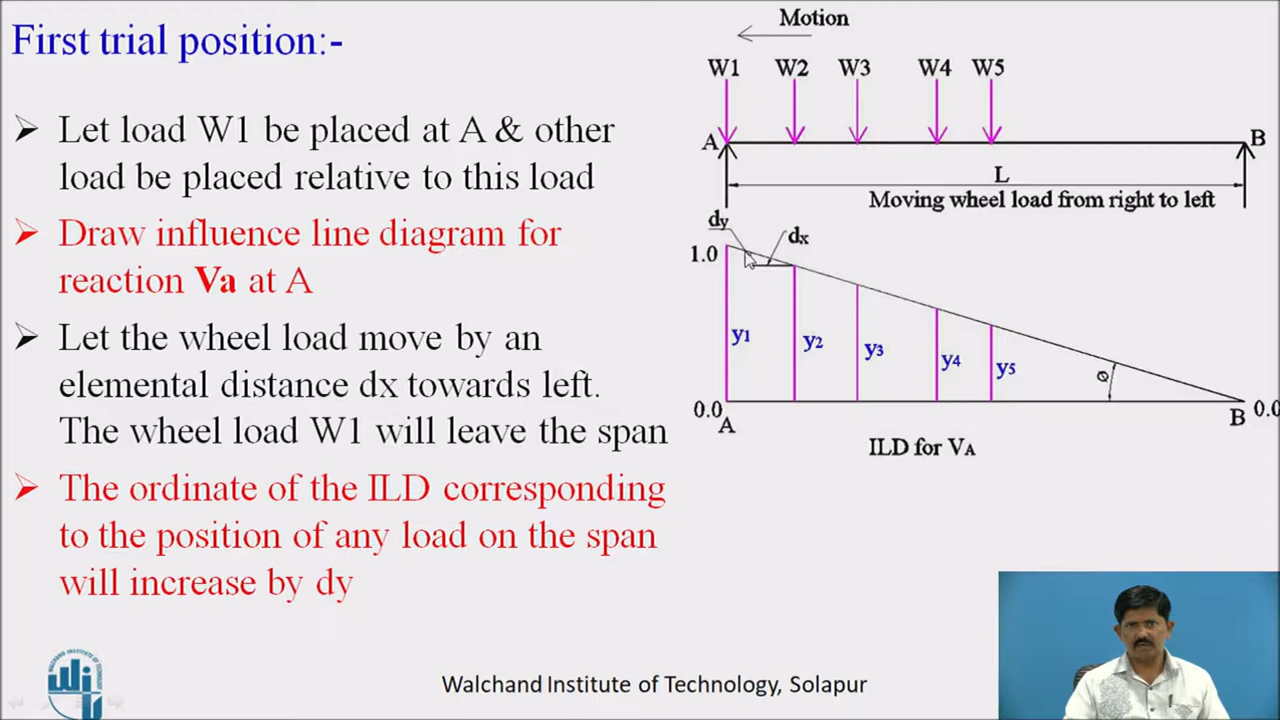 First trial position:-
Let load W1 be placed at A & other
load be placed relative to this load
Draw influence line diagram for
reaction Va at A
Let the wheel load move by an
elemental distance dx towards left.
The wheel load W1 will leave the span
The ordinate of the ILD corresponding
to the position of any load on the span
will increase by dy
Motion
W1 W2 W3 W4 W5
A B
L
Moving wheel load from right to left
dy
dx
1.0
y1 y2 y3 y4 y5 Ø
0.0 0.0
A B
ILD for VA
WALCHAND INSTITUTE OF TECHNOLOGY
Walchand Institute of Technology, Solapur